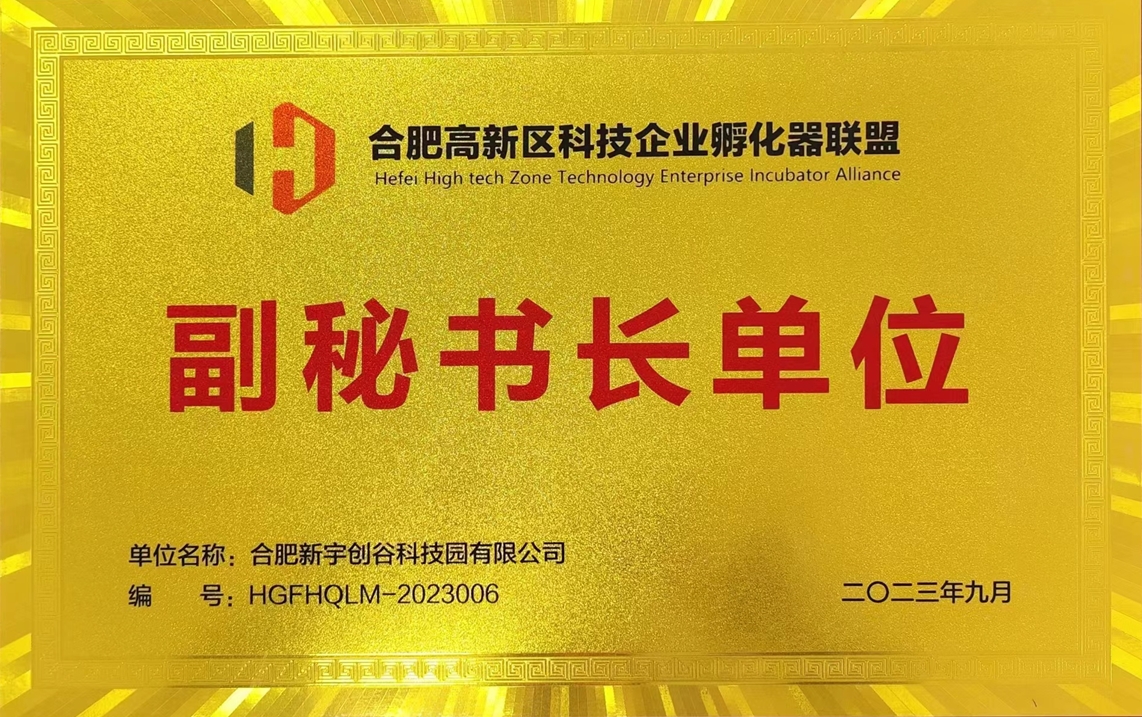 合肥高新区科技企业孵化器联盟
Hefei High tech Zone Technology Enterprise Incubator Alliance
副秘书长单位
单位名称：合肥新宇创谷科技园有限公司
编 号：HGFHQLM-2023006
二〇二三年九月